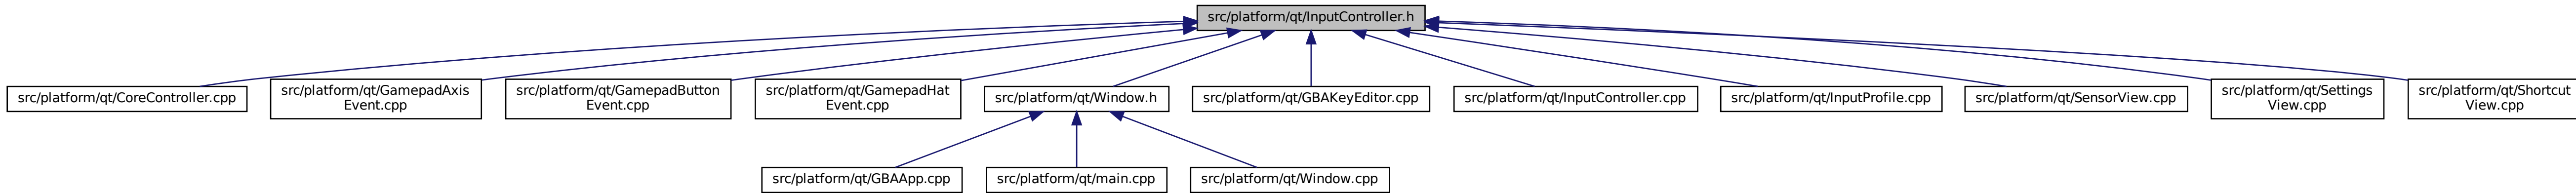 src/platform/qt/InputController.h
src/platform/qt/CoreController.cpp
src/platform/qt/GamepadAxis
Event.cpp
src/platform/qt/GamepadButton
Event.cpp
src/platform/qt/GamepadHat
Event.cpp
src/platform/qt/Window.h
src/platform/qt/GBAKeyEditor.cpp
src/platform/qt/InputController.cpp
src/platform/qt/InputProfile.cpp
src/platform/qt/SensorView.cpp
src/platform/qt/Settings
View.cpp
src/platform/qt/Shortcut
View.cpp
src/platform/qt/GBAApp.cpp
src/platform/qt/main.cpp
src/platform/qt/Window.cpp